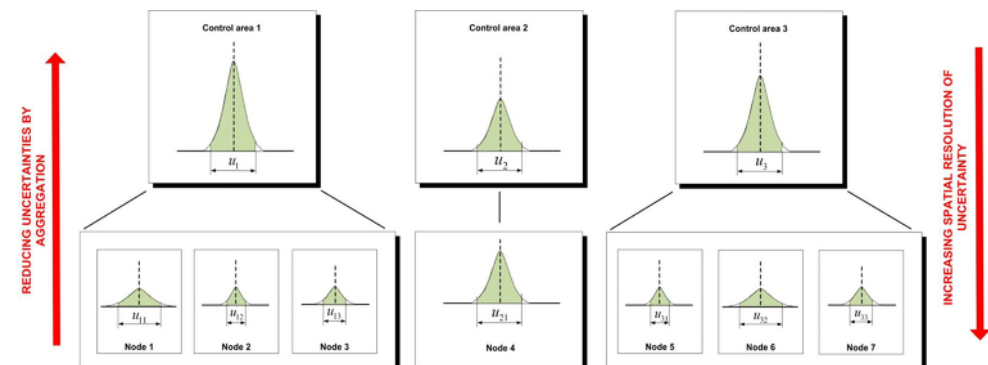 REDUCING UNCERTAINTIES BY
AGGREGATION
Control area 1
u₁
Control area 2
u₂
Control area 3
u₃
INCREASING SPATIAL RESOLUTION OF
UNCERTAINTY
u₁₁
Node 1
u₁₂
Node 2
u₁₃
Node 3
u₂₁
Node 4
u₃₁
Node 5
u₃₂
Node 6
u₃₃
Node 7